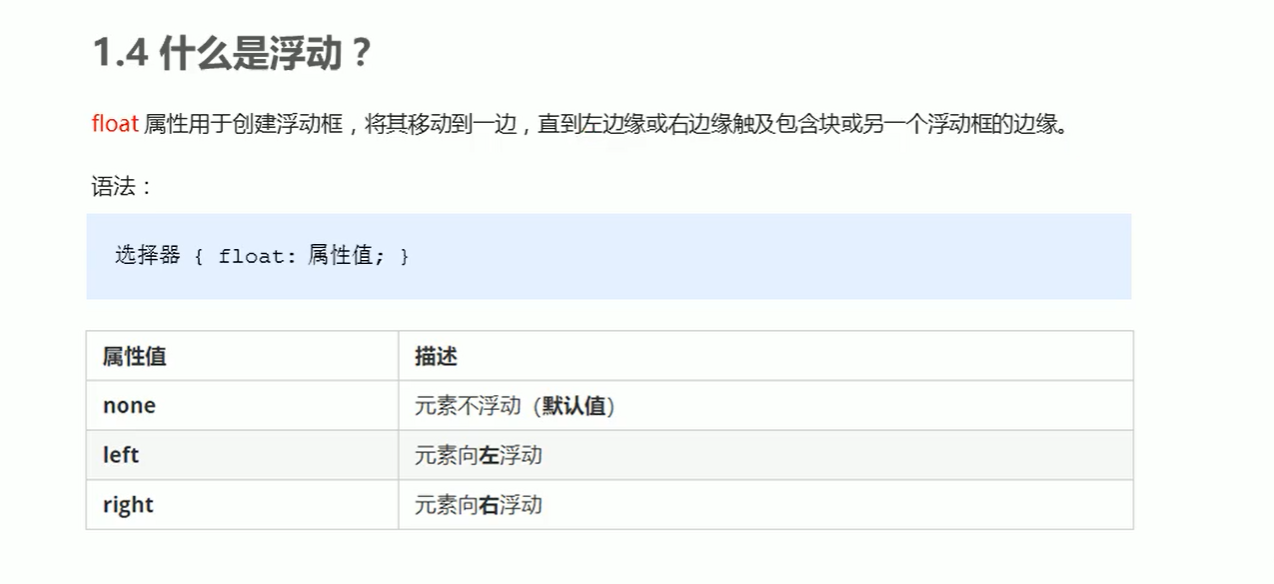 1.4 什么是浮动？
float 属性用于创建浮动框，将其移动到一边，直到左边缘或右边缘触及包含块或另一个浮动框的边缘。
语法：
选择器 { float: 属性值; }
属性值 描述
none 元素不浮动（默认值）
left 元素向左浮动
right 元素向右浮动